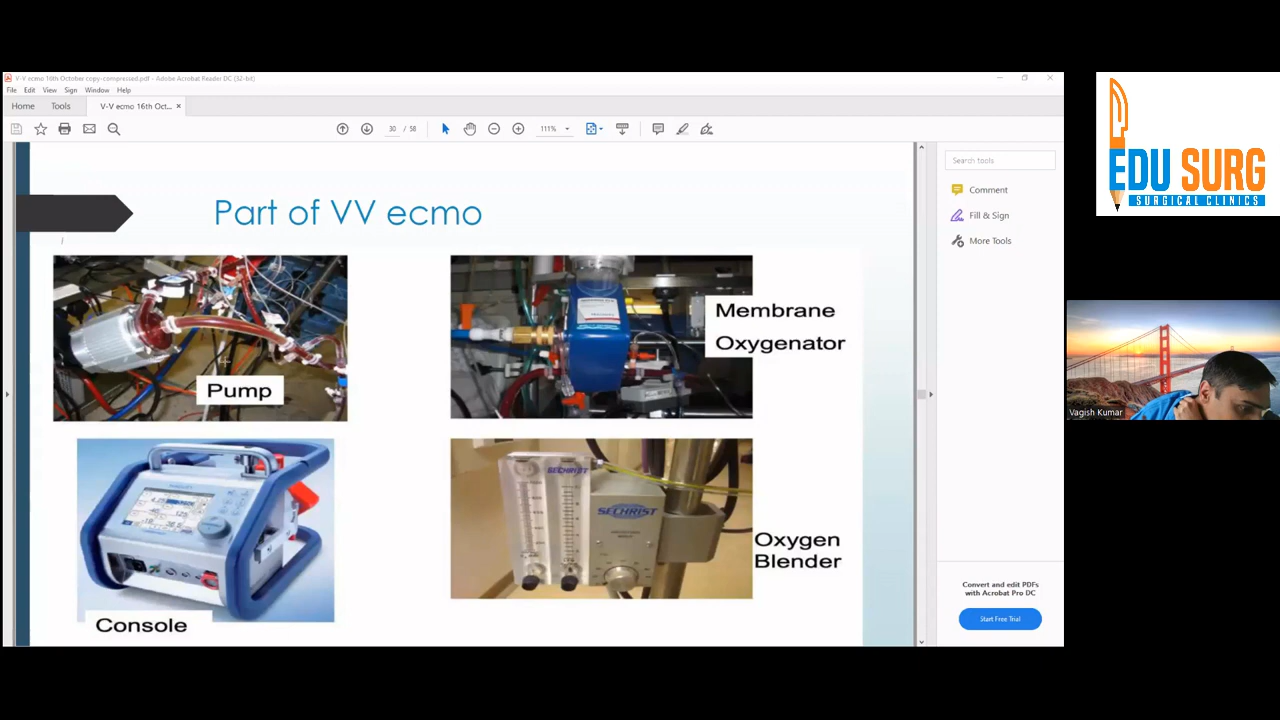 V-V ecmo 16th October copy-compressed.pdf - Adobe Acrobat Reader DC (32-bit)
File Edit View Sign Window Help
Home Tools V-V ecmo 16th Oct...
30 / 58 111%
Search tools
Comment
Fill & Sign
More Tools
Part of VV ecmo
Pump
Membrane
Oxygenator
Console
SECHRIST
SECHRIST
Oxygen
Blender
Convert and edit PDFs
with Acrobat Pro DC
Start Free Trial
EDU SURG
SURGICAL CLINICS
Vagish Kumar